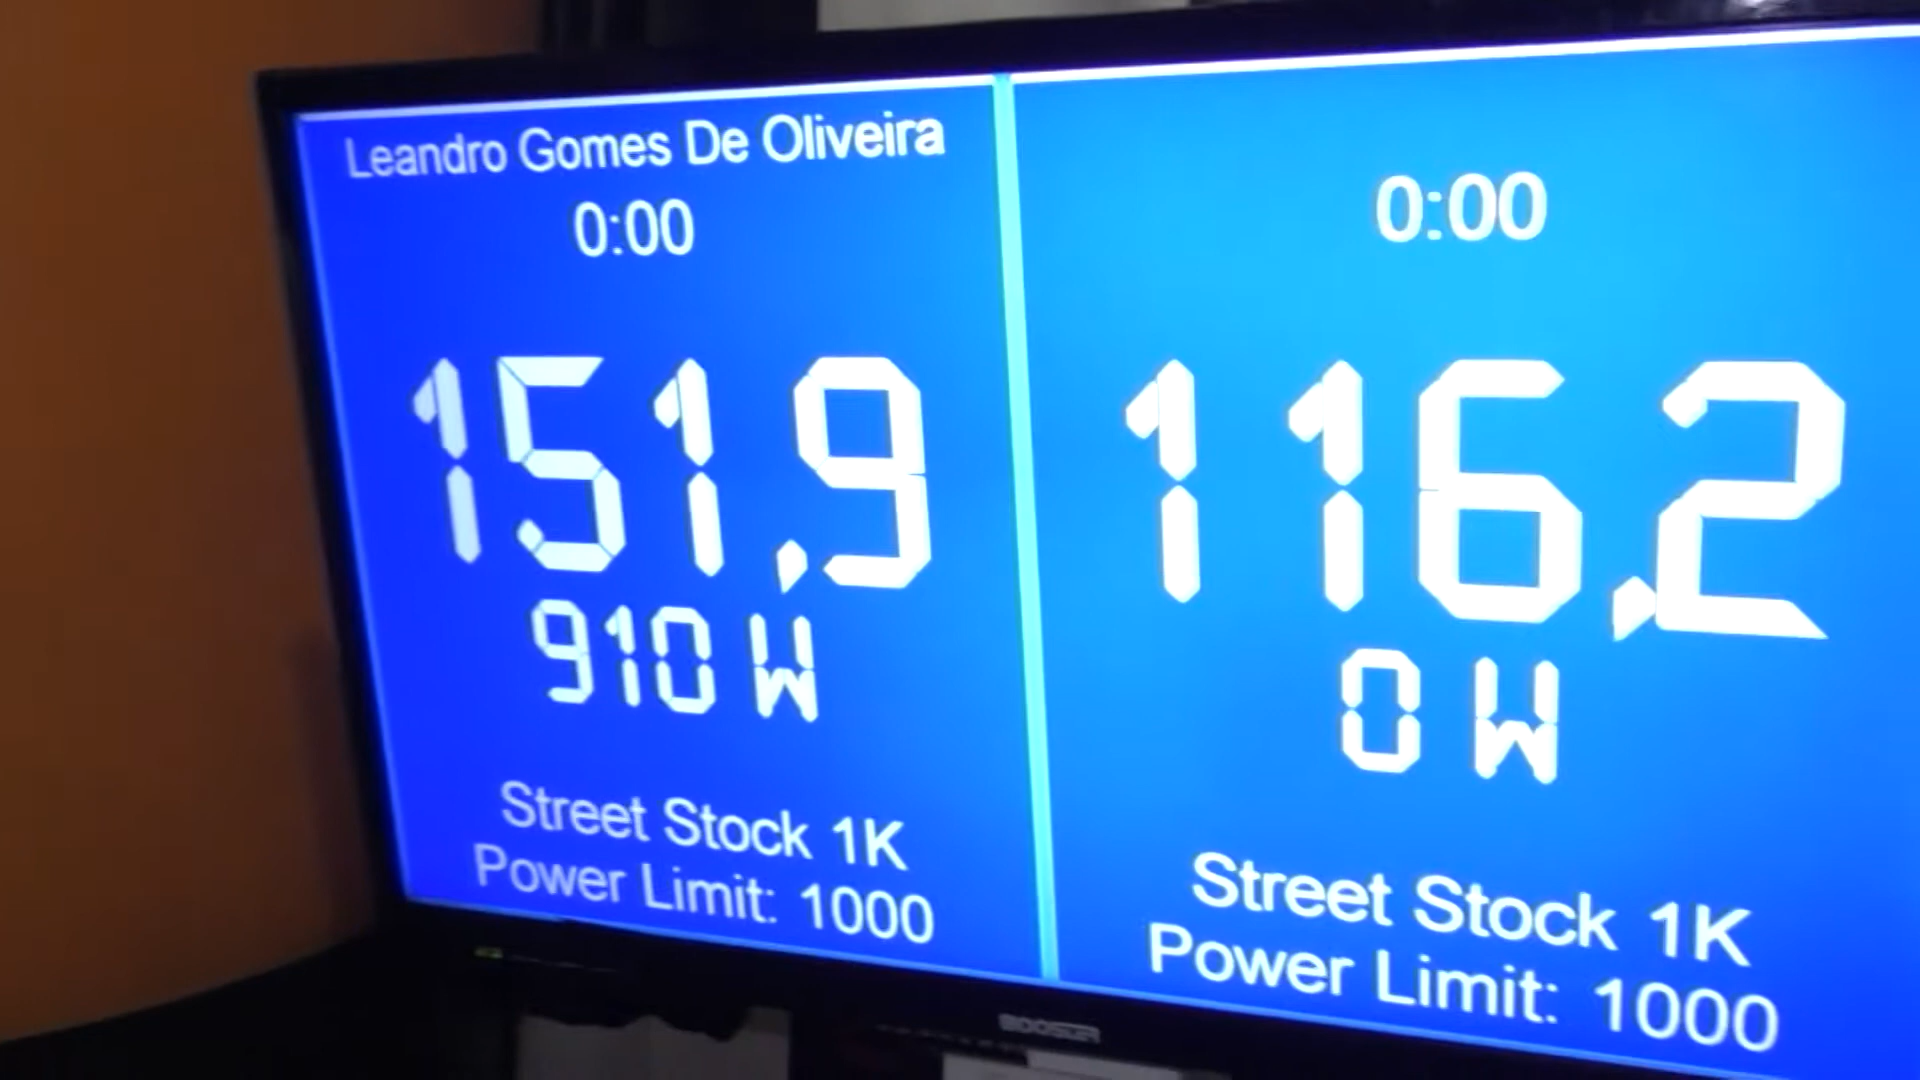 Leandro Gomes De Oliveira
0:00
151,9
910 W
Street Stock 1K
Power Limit: 1000
0:00
116,2
0 W
Street Stock 1K
Power Limit: 1000